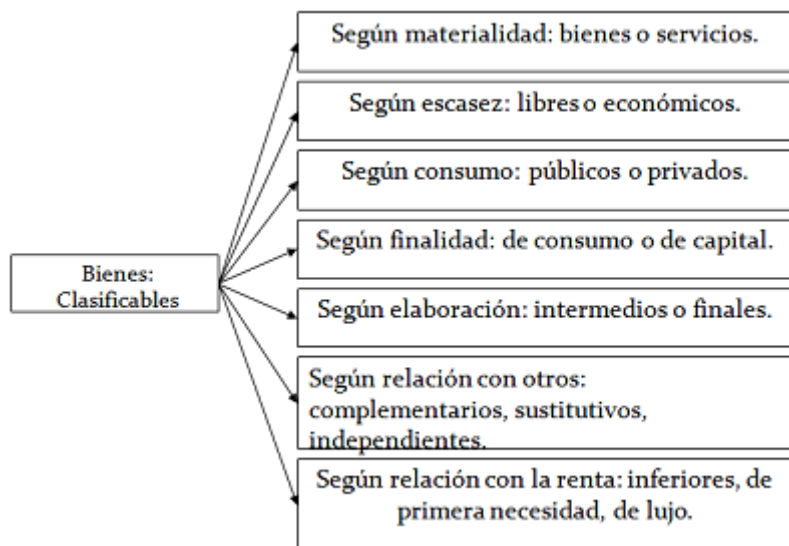 Según materialidad: bienes o servicios.
Según escasez: libres o económicos.
Según consumo: públicos o privados.
Según finalidad: de consumo o de capital.
Bienes:
Clasificables
Según elaboración: intermedios o finales.
Según relación con otros:
complementarios, sustitutivos,
independientes.
Según relación con la renta: inferiores, de
primera necesidad, de lujo.